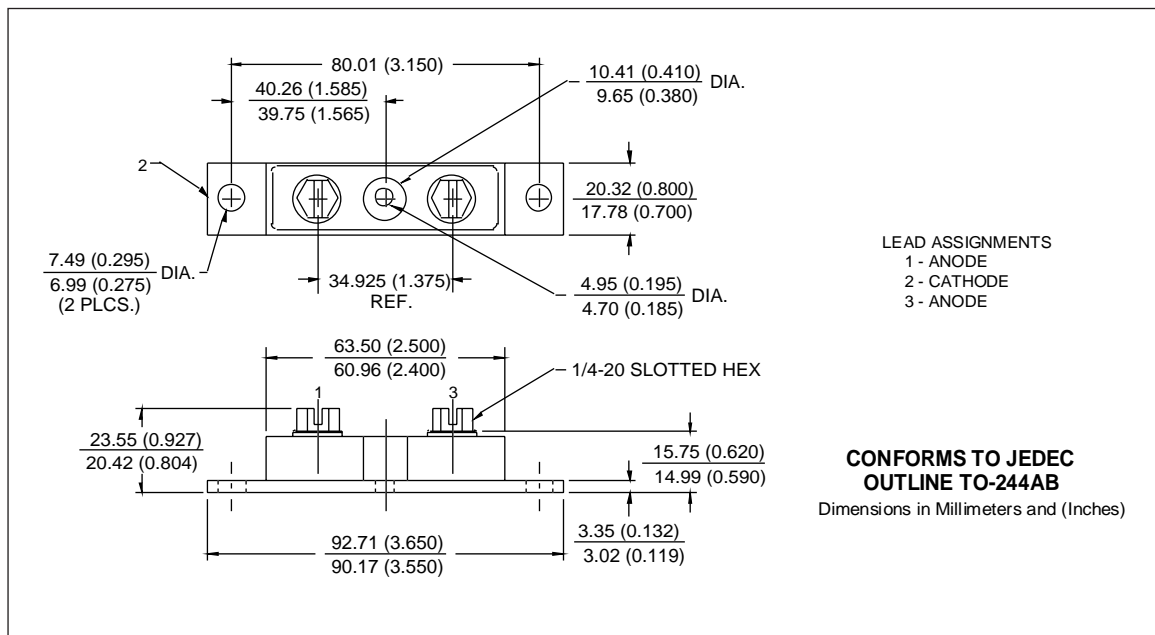 80.01 (3.150)
40.26 (1.585)
39.75 (1.565)
10.41 (0.410)
9.65 (0.380)
DIA.
2
20.32 (0.800)
17.78 (0.700)
7.49 (0.295)
6.99 (0.275)
DIA.
(2 PLCS.)
34.925 (1.375)
REF.
4.95 (0.195)
4.70 (0.185)
DIA.
LEAD ASSIGNMENTS
1 - ANODE
2 - CATHODE
3 - ANODE
63.50 (2.500)
60.96 (2.400)
1/4-20 SLOTTED HEX
1
3
23.55 (0.927)
20.42 (0.804)
15.75 (0.620)
14.99 (0.590)
3.35 (0.132)
3.02 (0.119)
92.71 (3.650)
90.17 (3.550)
CONFORMS TO JEDEC
OUTLINE TO-244AB
Dimensions in Millimeters and (Inches)